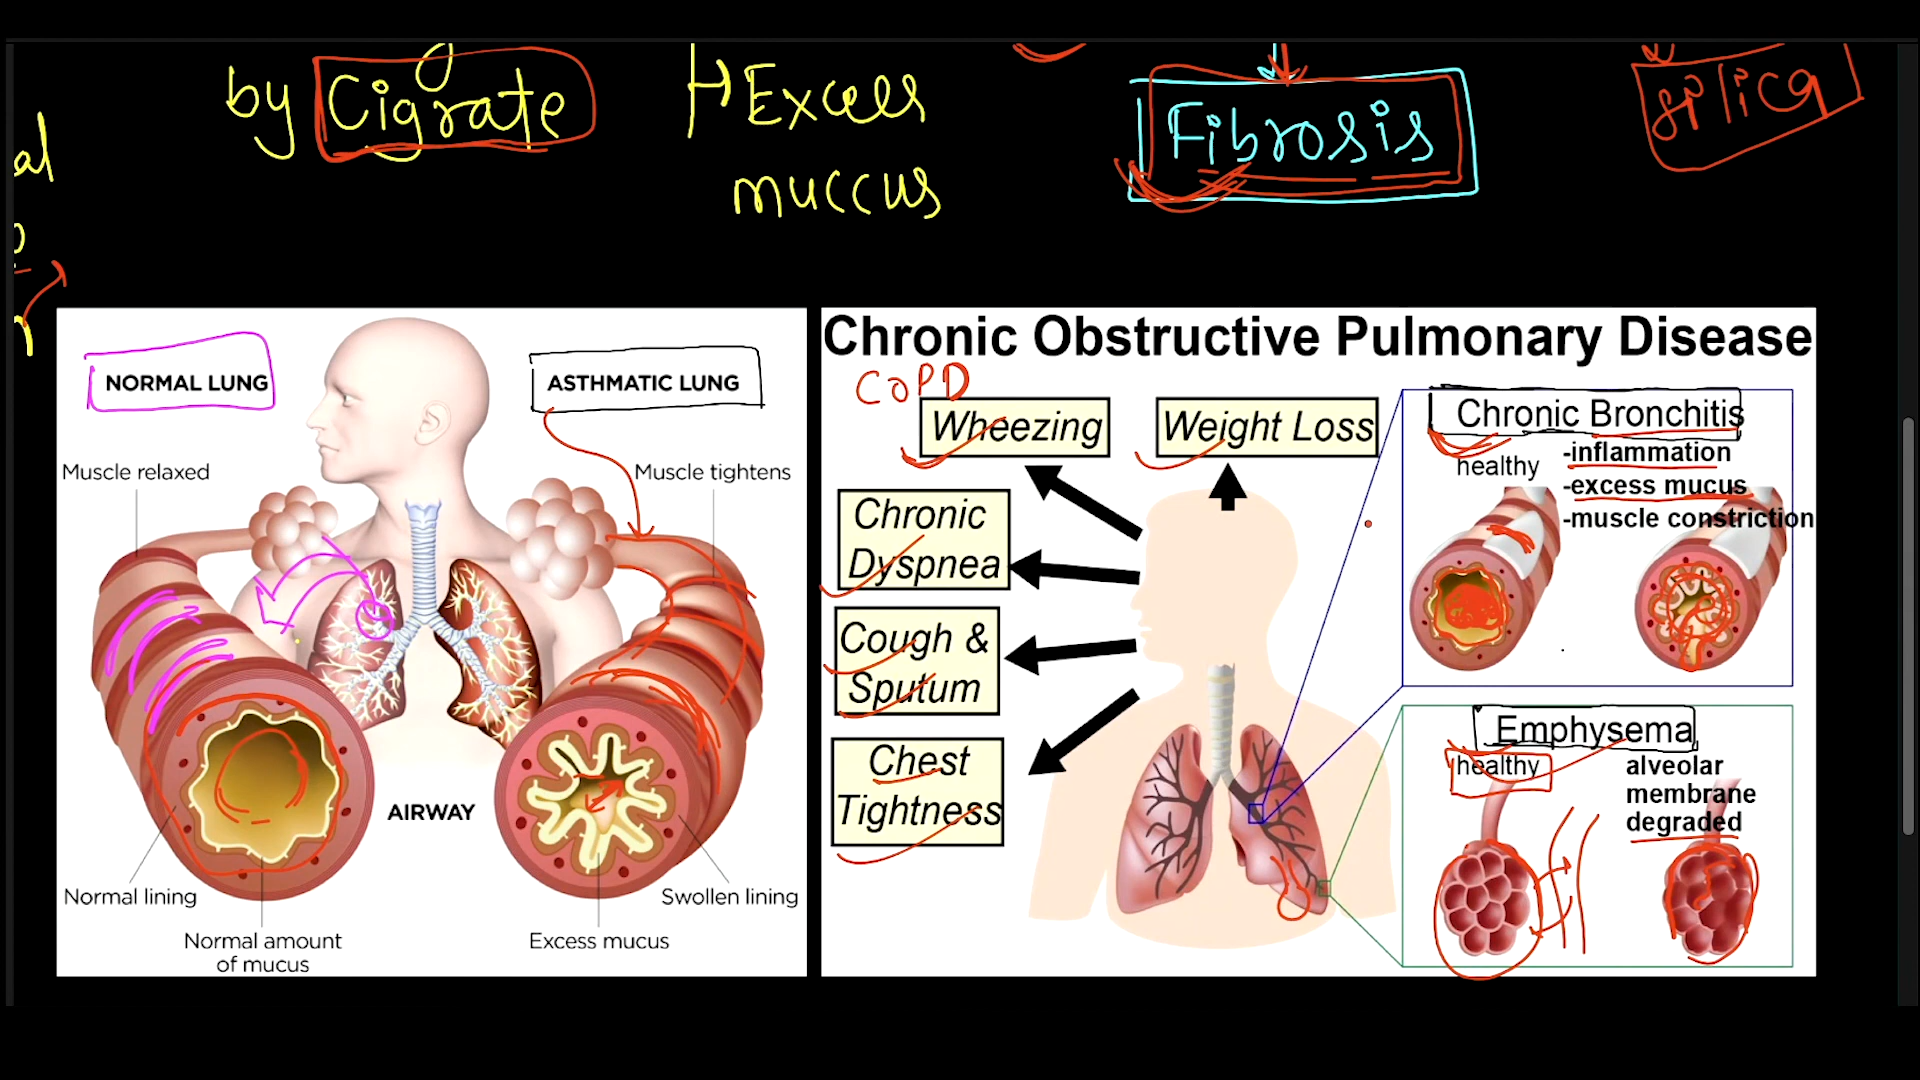 by Cigrate
Excess
muccus
Fibrosis
silica
al
NORMAL LUNG
ASTHMATIC LUNG
Muscle relaxed
Muscle tightens
AIRWAY
Normal lining
Swollen lining
Normal amount
of mucus
Excess mucus
Chronic Obstructive Pulmonary Disease
COPD
Wheezing
Weight Loss
Chronic
Dyspnea
Cough &
Sputum
Chest
Tightness
Chronic Bronchitis
healthy
-inflammation
-excess mucus
-muscle constriction
Emphysema
healthy
alveolar
membrane
degraded